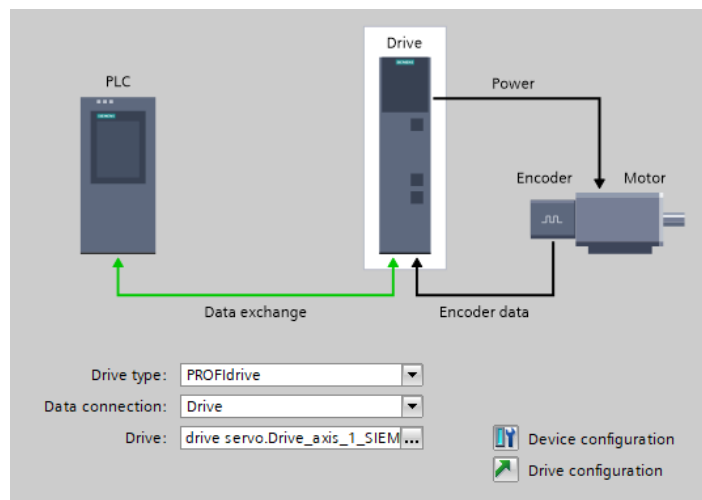 Drive
PLC
Power
Encoder
Motor
Data exchange
Encoder data
Drive type:
PROFIdrive
Data connection:
Drive
Drive:
drive servo.Drive_axis_1_SIEM
...
Device configuration
Drive configuration